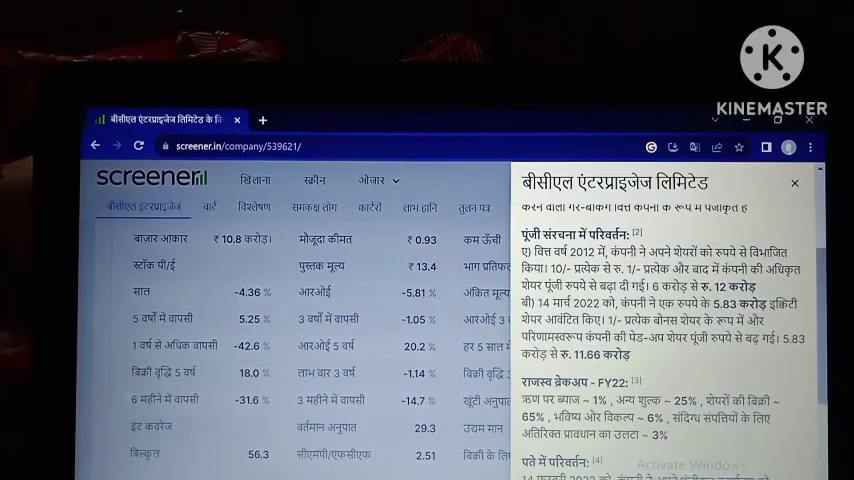 K
KINEMASTER
बीसीएल एंटरप्राइजेज लिमिटेड के वि
screener.in/company/539621/
screener
खिलाना स्क्रीन ओजार
बीसीएल इंटरप्राइजेज चार्ट विश्लेषण समकक्ष लोग कार्टरों लाभ हानि तुलन पत्र
बाजार आकार ₹ 10.8 करोड़। मौजूदा कीमत ₹ 0.93 कम ऊँची
स्टॉक पी/ई पुस्तक मूल्य ₹ 13.4 भाग प्रतिफल
साल -4.36 % आरओई -5.81 % अंकित मूल्य
5 वर्षों में वापसी 5.25 % 3 वर्षों में वापसी -1.05 % आरओई 3
1 वर्ष से अधिक वापसी -42.6 % आरओई 5 वर्ष 20.2 % हर 5 साल में
बिक्री वृद्धि 5 वर्ष 18.0 % लाभ वार 3 वर्ष -1.14 % बिक्री वृद्धि
6 महीने में वापसी -31.6 % 3 महीने में वापसी -14.7 % खूंटी अनुपात
इंट कवरेज वर्तमान अनुपात 29.3 उद्यम मान
बिल्कुल 56.3 सीएमपी/एफसीएफ 2.51 बिक्री के लिए
बीसीएल एंटरप्राइजेज लिमिटेड
करने वाली गैर-बैंकिंग वित्त कंपनी के रूप में पंजीकृत है
पूंजी संरचना में परिवर्तन: [2]
ए) वित्त वर्ष 2012 में, कंपनी ने अपने शेयरों को रुपये से विभाजित
किया। 10/- प्रत्येक से रु. 1/- प्रत्येक और बाद में कंपनी की अधिकृत
शेयर पूंजी रुपये से बढ़ा दी गई। 6 करोड़ से रु. 12 करोड़
बी) 14 मार्च 2022 को, कंपनी ने एक रुपये के 5.83 करोड़ इक्विटी
शेयर आवंटित किए। 1/- प्रत्येक बोनस शेयर के रूप में और
परिणामस्वरूप कंपनी की पेड-अप शेयर पूंजी रुपये से बढ़ गई। 5.83
करोड़ से रु. 11.66 करोड़
राजस्व ब्रेकअप - FY22: [3]
ऋण पर ब्याज ~ 1% , अन्य शुल्क ~ 25% , शेयरों की बिक्री ~
65% , भविष्य और विकल्प ~ 6% , संदिग्ध संपत्तियों के लिए
अतिरिक्त प्रावधान का उलटा ~ 3%
पते में परिवर्तन: [4]
Activate Windows